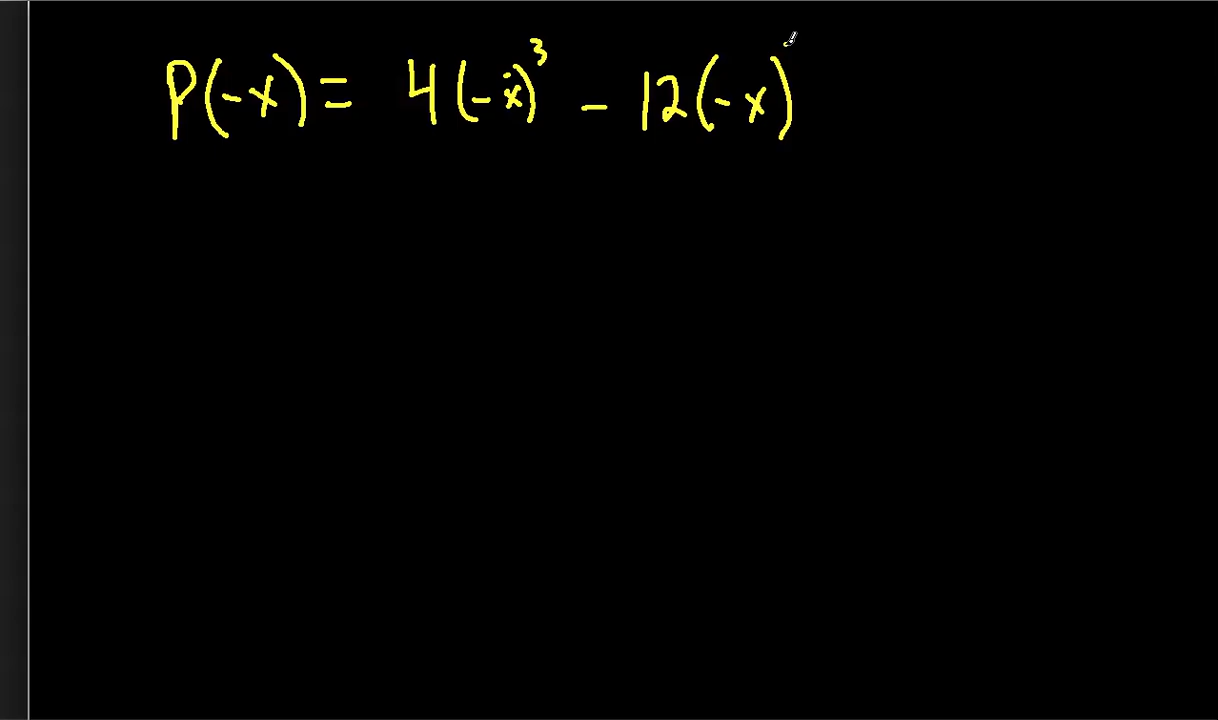 P(-x) = 4(-x)³ - 12(-x)